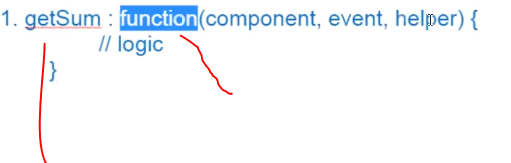 1. getSum : function(component, event, helper) {
// logic
}